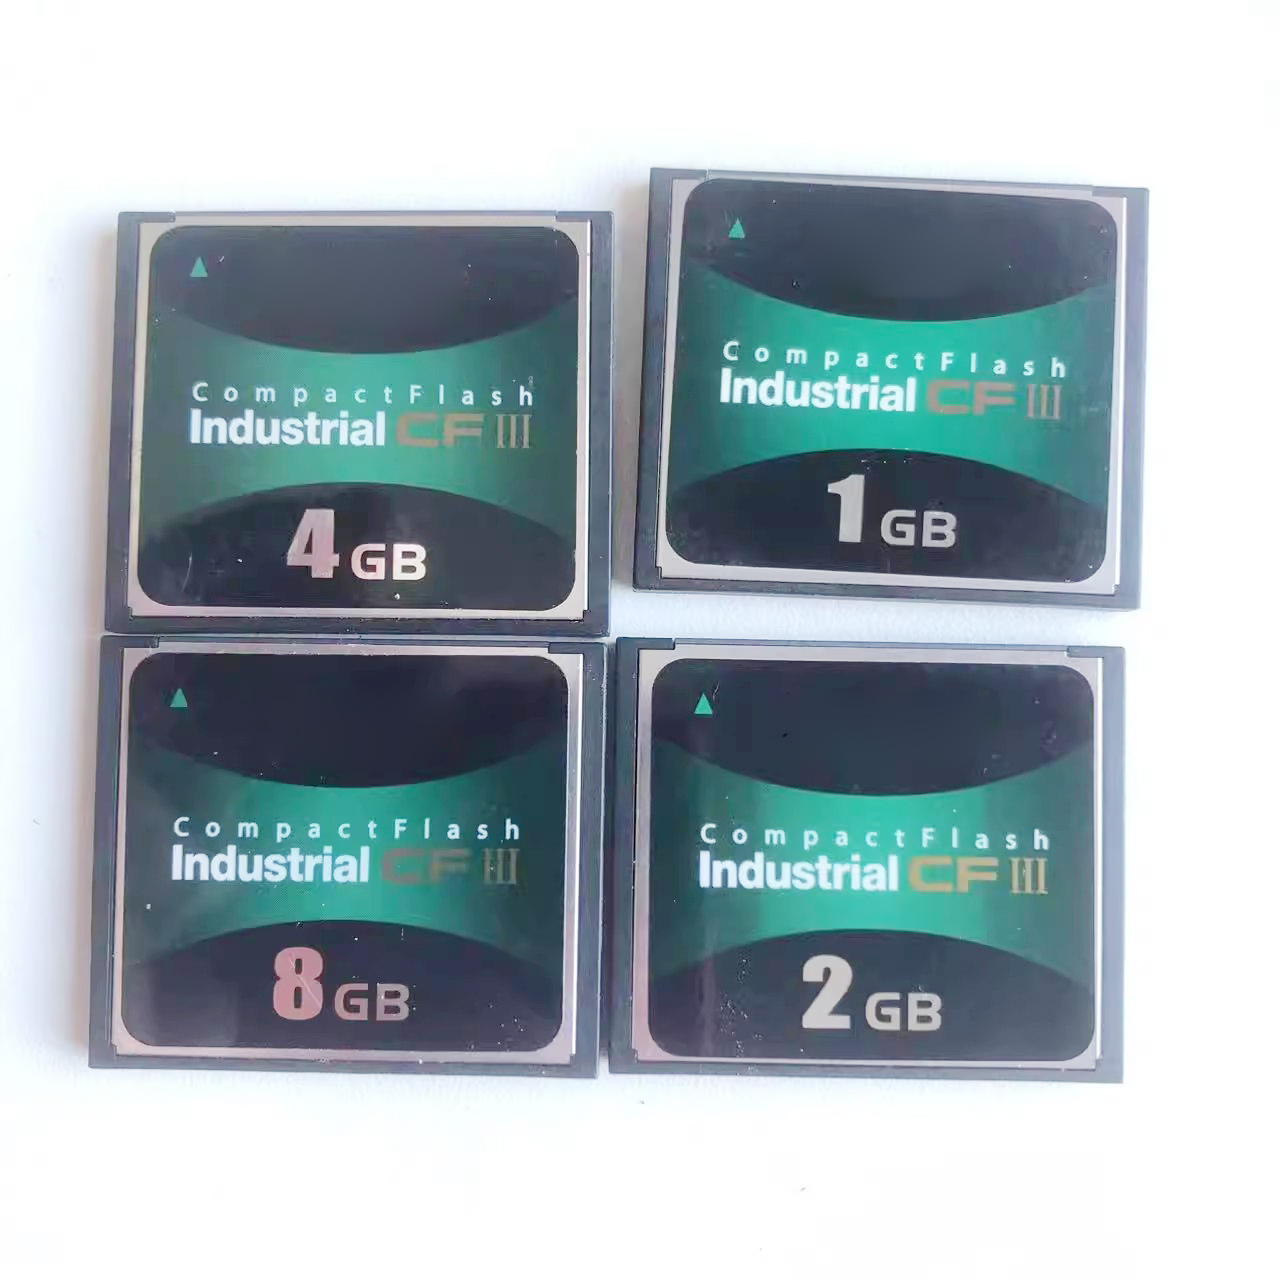 CompactFlash
Industrial CF III
4 GB
CompactFlash
Industrial CF III
1 GB
CompactFlash
Industrial CF III
8 GB
CompactFlash
Industrial CF III
2 GB